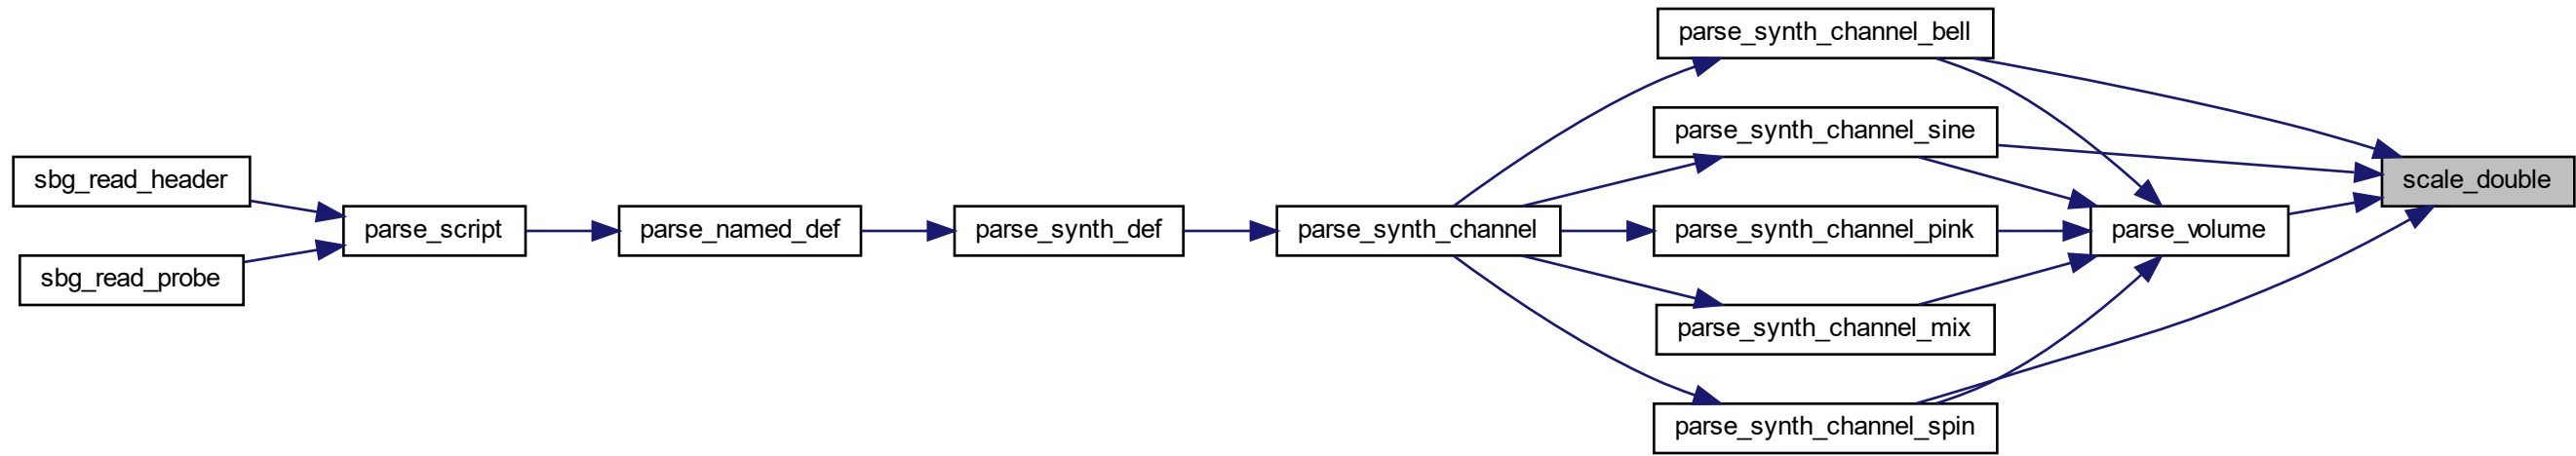 parse_synth_channel_bell
parse_synth_channel_sine
sbg_read_header
scale_double
parse_script
parse_named_def
parse_synth_def
parse_synth_channel
parse_synth_channel_pink
parse_volume
sbg_read_probe
parse_synth_channel_mix
parse_synth_channel_spin